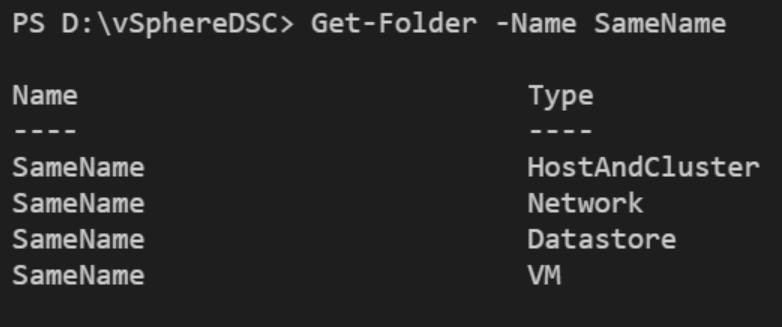 PS D:\vSphereDSC> Get-Folder -Name SameName
Name Type
---- ----
SameName HostAndCluster
SameName Network
SameName Datastore
SameName VM